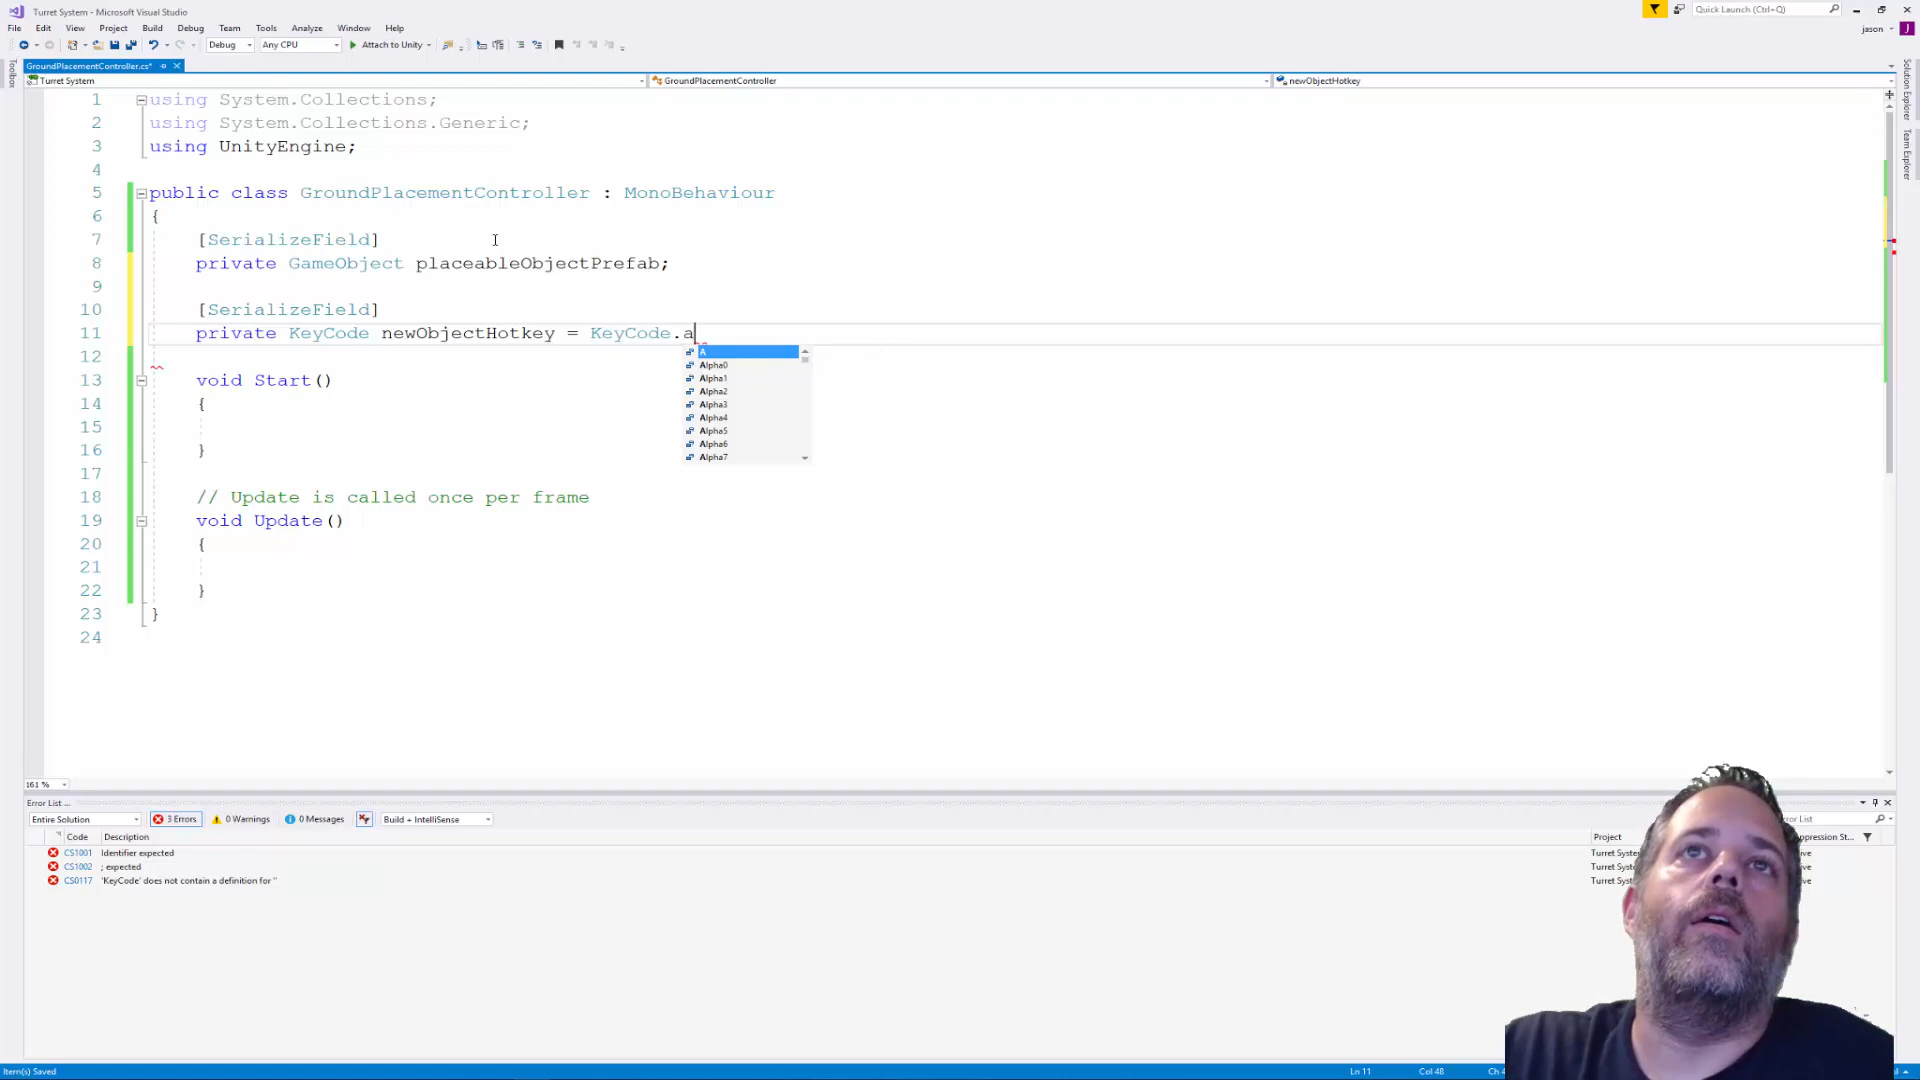 Turret System - Microsoft Visual Studio
Quick Launch (Ctrl+Q)
File Edit View Project Build Debug Team Tools Analyze Window Help
jason J
Debug Any CPU Attach to Unity
Toolbox
GroundPlacementController.cs*
Turret System GroundPlacementController newObjectHotkey
Solution Explorer
Team Explorer
1 using System.Collections;
2 using System.Collections.Generic;
3 using UnityEngine;
4
5 public class GroundPlacementController : MonoBehaviour
6 {
7 [SerializeField]
8 private GameObject placeableObjectPrefab;
9
10 [SerializeField]
11 private KeyCode newObjectHotkey = KeyCode.a
A
Alpha0
Alpha1
Alpha2
Alpha3
Alpha4
Alpha5
Alpha6
Alpha7
12
13 void Start()
14 {
15
16 }
17
18 // Update is called once per frame
19 void Update()
20 {
21
22 }
23 }
24
161 %
Error List ...
Entire Solution 3 Errors 0 Warnings 0 Messages Build + IntelliSense
Code Description Project
CS1001 Identifier expected
CS1002 ; expected
CS0117 'KeyCode' does not contain a definition for ''
Item(s) Saved Ln 11 Col 48